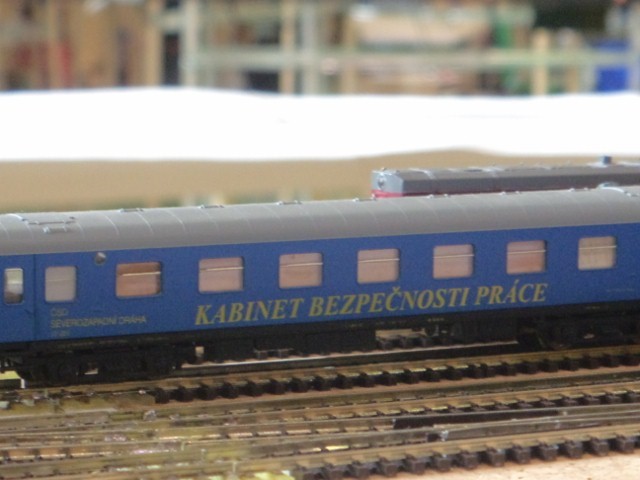 KABINET BEZPEČNOSTI PRÁCE
ČSD
SEVEROZÁPADNÍ DRÁHA